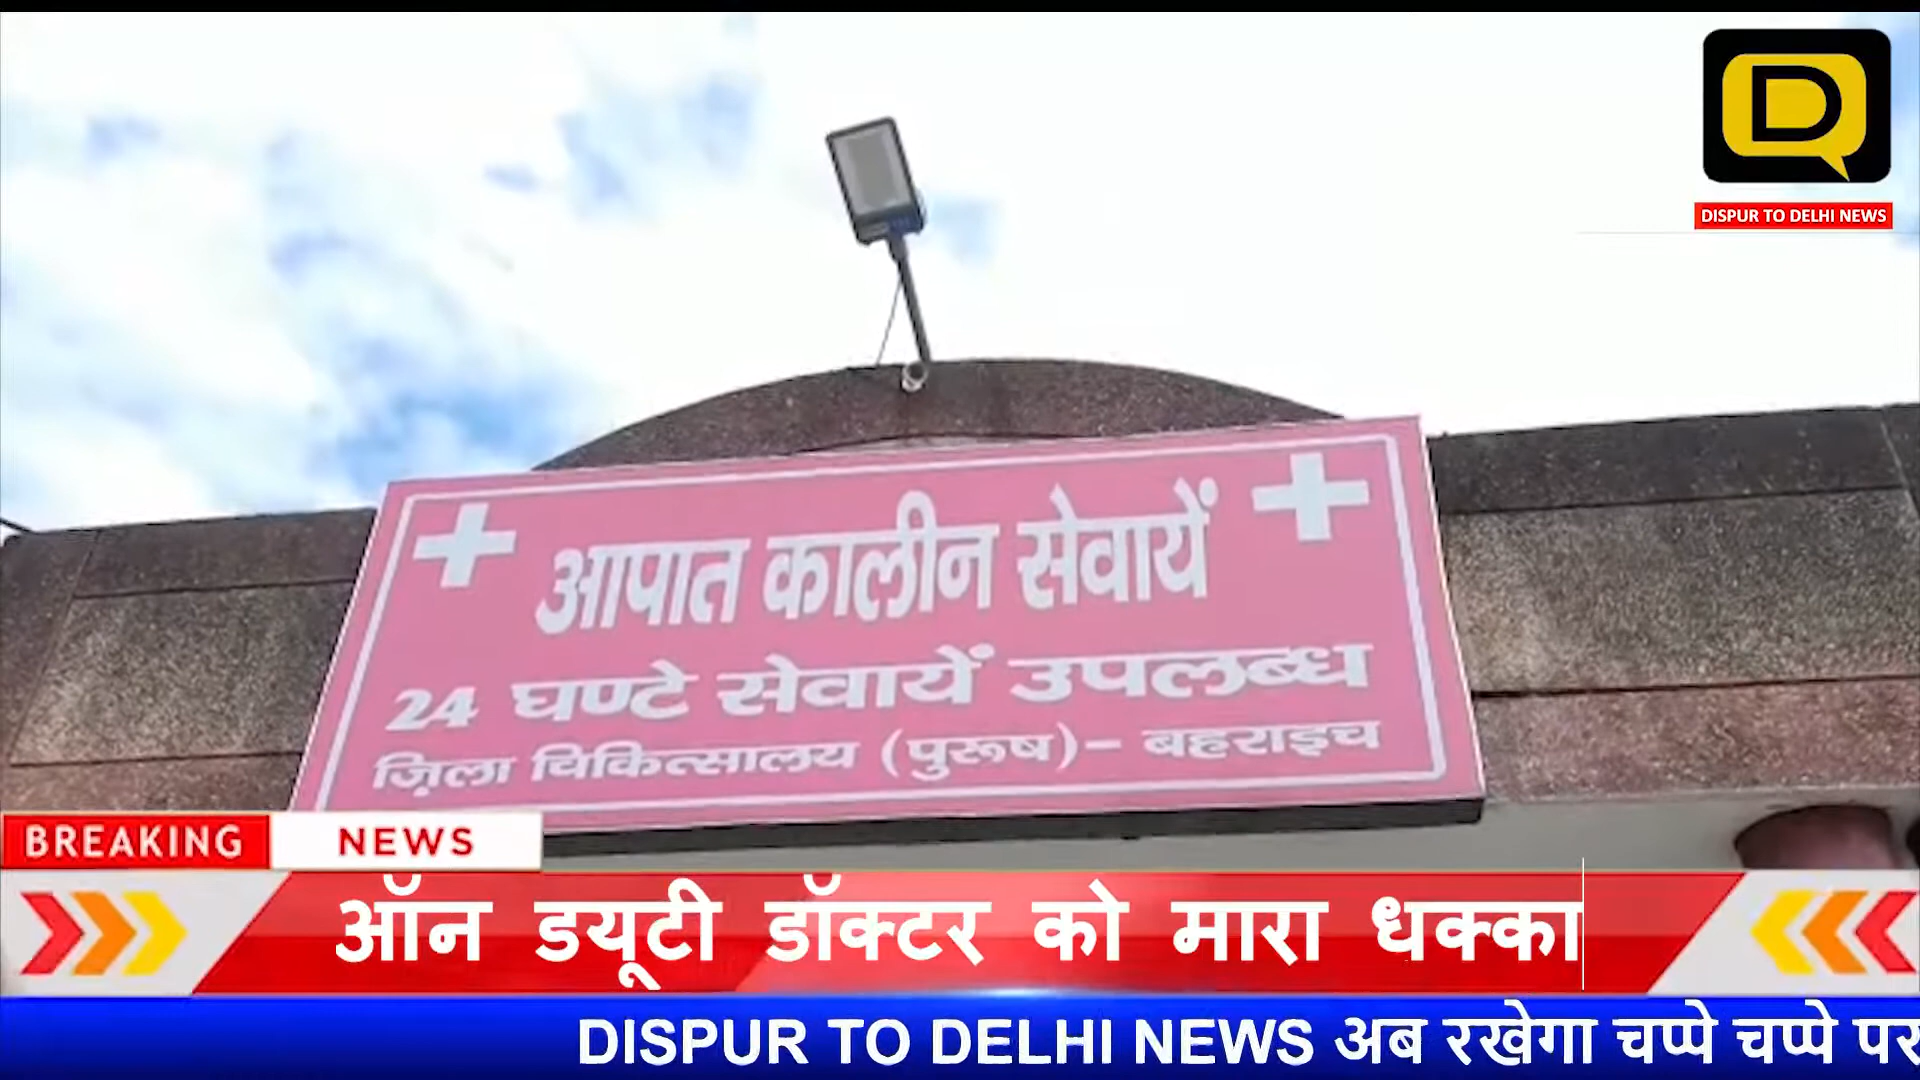 D
DISPUR TO DELHI NEWS
आपात कालीन सेवायें
24 घण्टे सेवायें उपलब्ध
ज़िला चिकित्सालय (पुरूष)- बहराइच
BREAKING NEWS
ऑन डयूटी डॉक्टर को मारा धक्का
DISPUR TO DELHI NEWS अब रखेगा चप्पे चप्पे पर